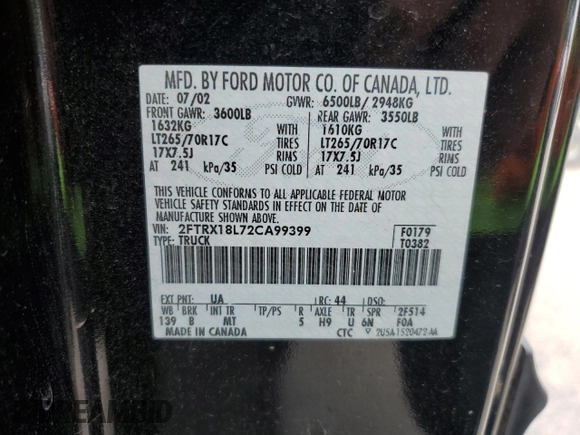 MFD. BY FORD MOTOR CO. OF CANADA, LTD.
DATE: 07/02 GVWR: 6500LB/ 2948KG
FRONT GAWR: 3600LB REAR GAWR: 3550LB
1632KG WITH 1610KG WITH
LT265/70R17C TIRES LT265/70R17C TIRES
17X7.5J RIMS 17X7.5J RIMS
AT 241 kPa/35 PSI COLD AT 241 kPa/35 PSI COLD
THIS VEHICLE CONFORMS TO ALL APPLICABLE FEDERAL MOTOR
VEHICLE SAFETY STANDARDS IN EFFECT ON THE DATE OF
MANUFACTURE SHOWN ABOVE.
VIN: 2FTRX18L72CA99399 F0179
TYPE: TRUCK T0382
EXT PNT: UA RC: 44 DSO:
WB BRK INT TR TP/PS R AXLE TR SPR 2F514
139 B MT 5 H9 U 6N F0A
MADE IN CANADA CTC 2USA-1520472-AA